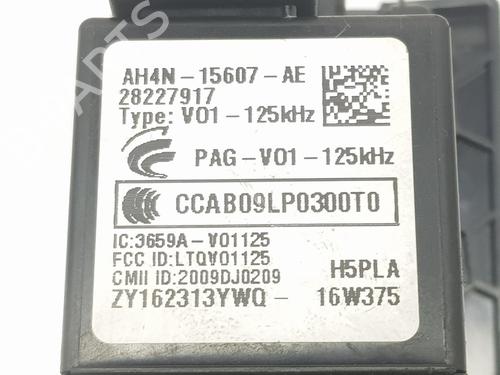 AH4N-15607-AE
28227917
Type: V01-125kHz
PAG-V01-125kHz
CCAB09LP0300T0
IC:3659A-V01125
FCC ID:LTQV01125
CMII ID:2009DJ0209
H5PLA
ZY162313YWQ- 16W375